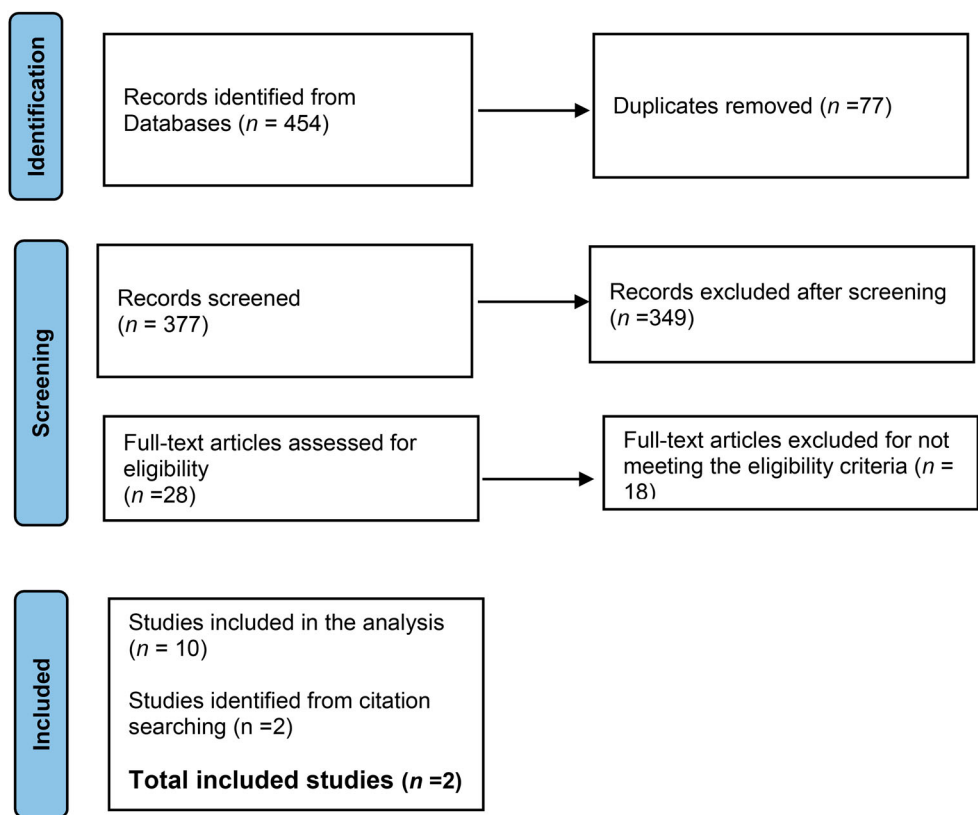 Identification
Records identified from
Databases (n = 454)
Duplicates removed (n =77)
Screening
Records screened
(n = 377)
Records excluded after screening
(n =349)
Full-text articles assessed for
eligibility
(n =28)
Full-text articles excluded for not
meeting the eligibility criteria (n =
18)
Included
Studies included in the analysis
(n = 10)
Studies identified from citation
searching (n =2)
Total included studies (n =2)